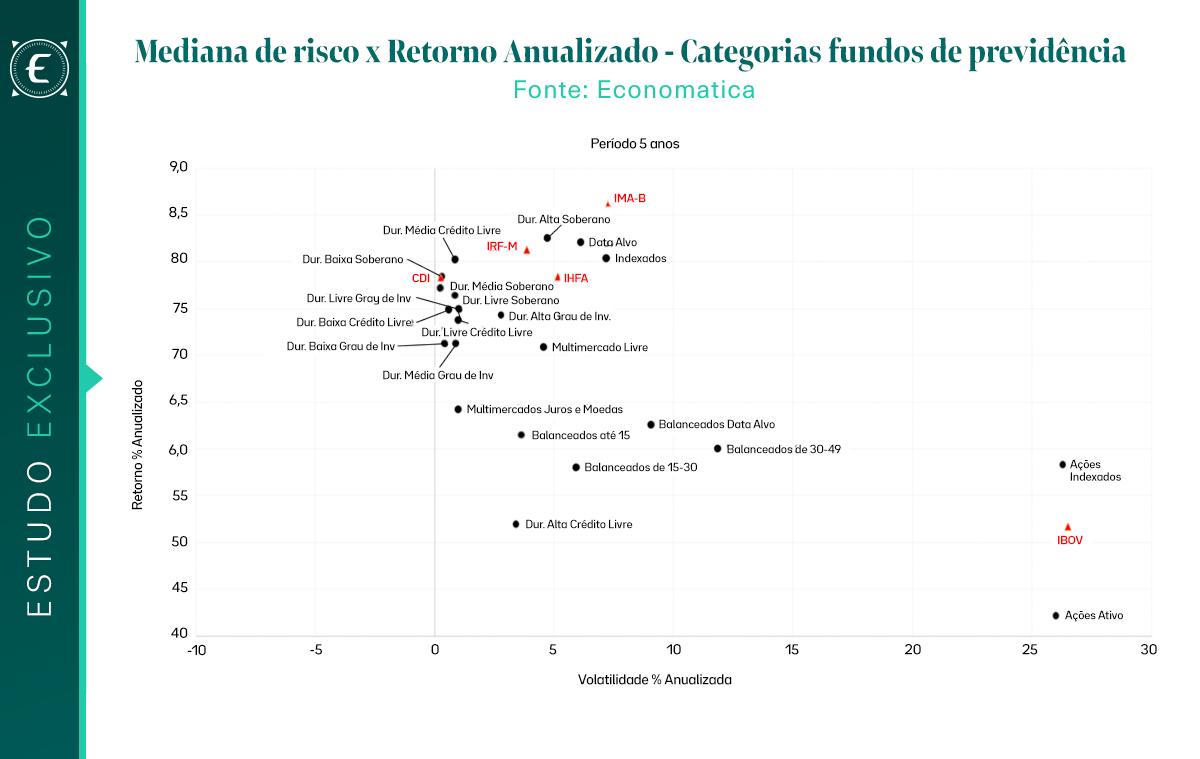 Mediana de risco x Retorno Anualizado - Categorias fundos de previdência
Fonte: Economatica
ESTUDO EXCLUSIVO
Período 5 anos
Retorno % Anualizado
9,0
8,5
80
75
70
6,5
6,0
55
50
45
40
IMA-B
Dur. Alta Soberano
Dur. Média Crédito Livre
IRF-M
Data Alvo
Dur. Baixa Soberano
Indexados
CDI
IHFA
Dur. Média Soberano
Dur. Livre Gray de Inv
Dur. Livre Soberano
Dur. Alta Grau de Inv.
Dur. Baixa Crédito Livre
Dur. Livre Crédito Livre
Dur. Baixa Grau de Inv
Multimercado Livre
Dur. Média Grau de Inv
Multimercados Juros e Moedas
Balanceados Data Alvo
Balanceados até 15
Balanceados de 30-49
Balanceados de 15-30
Ações
Indexados
Dur. Alta Crédito Livre
IBOV
Ações Ativo
-10 -5 0 5 10 15 20 25 30
Volatilidade % Anualizada